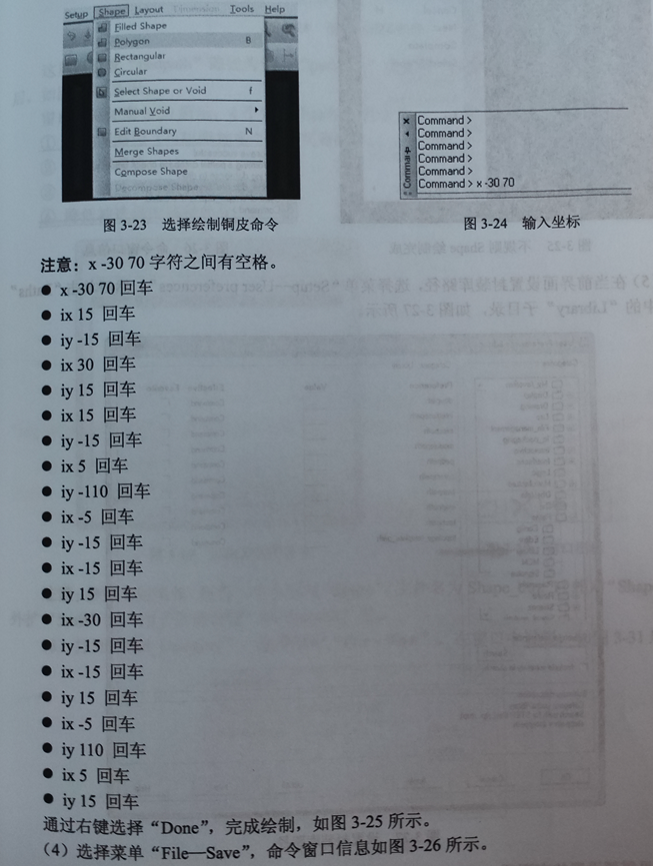 Setup Shape Layout Tools Help
Filled Shape
Polygon B
Rectangular
Circular
Select Shape or Void f
Manual Void
Edit Boundary N
Merge Shapes
Compose Shape
Decompose Shape
Command >
Command >
Command >
Command >
Command >
Command > x -30 70
Command
图 3-23 选择绘制铜皮命令
图 3-24 输入坐标
注意：x -30 70 字符之间有空格。
● x -30 70 回车
● ix 15 回车
● iy -15 回车
● ix 30 回车
● iy 15 回车
● ix 15 回车
● iy -15 回车
● ix 5 回车
● iy -110 回车
● ix -5 回车
● iy -15 回车
● ix -15 回车
● iy 15 回车
● ix -30 回车
● iy -15 回车
● ix -15 回车
● iy 15 回车
● ix -5 回车
● iy 110 回车
● ix 5 回车
● iy 15 回车
通过右键选择“Done”，完成绘制，如图 3-25 所示。
（4）选择菜单“File—Save”，命令窗口信息如图 3-26 所示。